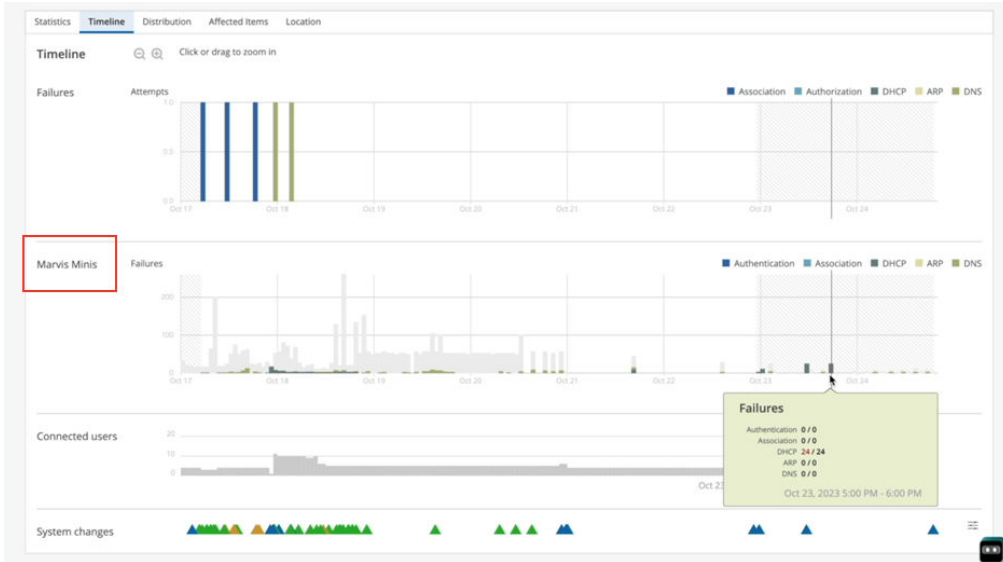 Statistics Timeline Distribution Affected Items Location
Timeline Click or drag to zoom in
Failures Attempts Association Authorization DHCP ARP DNS
1.0
0.5
0.0
Oct 17 Oct 18 Oct 19 Oct 20 Oct 21 Oct 22 Oct 23 Oct 24
Marvis Minis Failures Authentication Association DHCP ARP DNS
200
100
0
Oct 17 Oct 18 Oct 19 Oct 20 Oct 21 Oct 22 Oct 23 Oct 24
Failures
Authentication 0 / 0
Association 0 / 0
DHCP 24 / 24
ARP 0 / 0
DNS 0 / 0
Oct 23, 2023 5:00 PM - 6:00 PM
Connected users 20
10
0
Oct 23
System changes